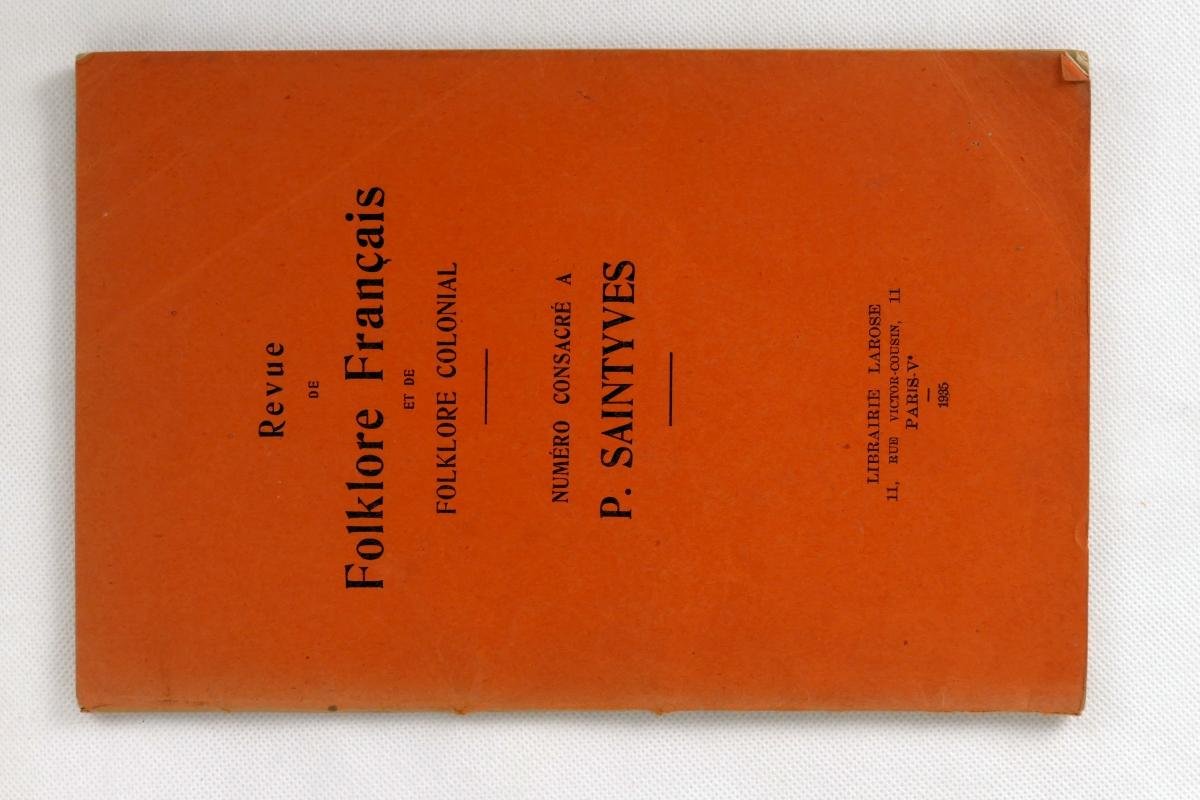 Revue
DE
Folklore Français
ET DE
FOLKLORE COLONIAL
NUMÉRO CONSACRÉ A
P. SAINTYVES
LIBRAIRIE LAROSE
11, RUE VICTOR-COUSIN, 11
PARIS-Vᵉ
1935